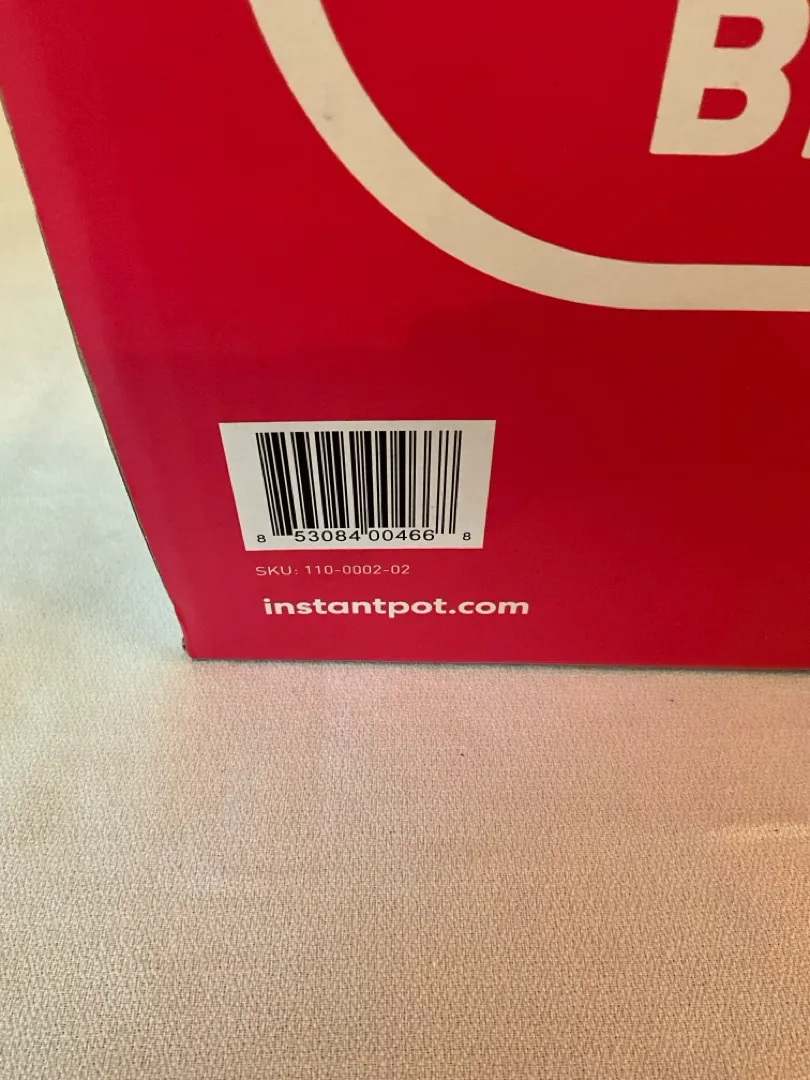 B
8 53084 00466 8
SKU: 110-0002-02
instantpot.com